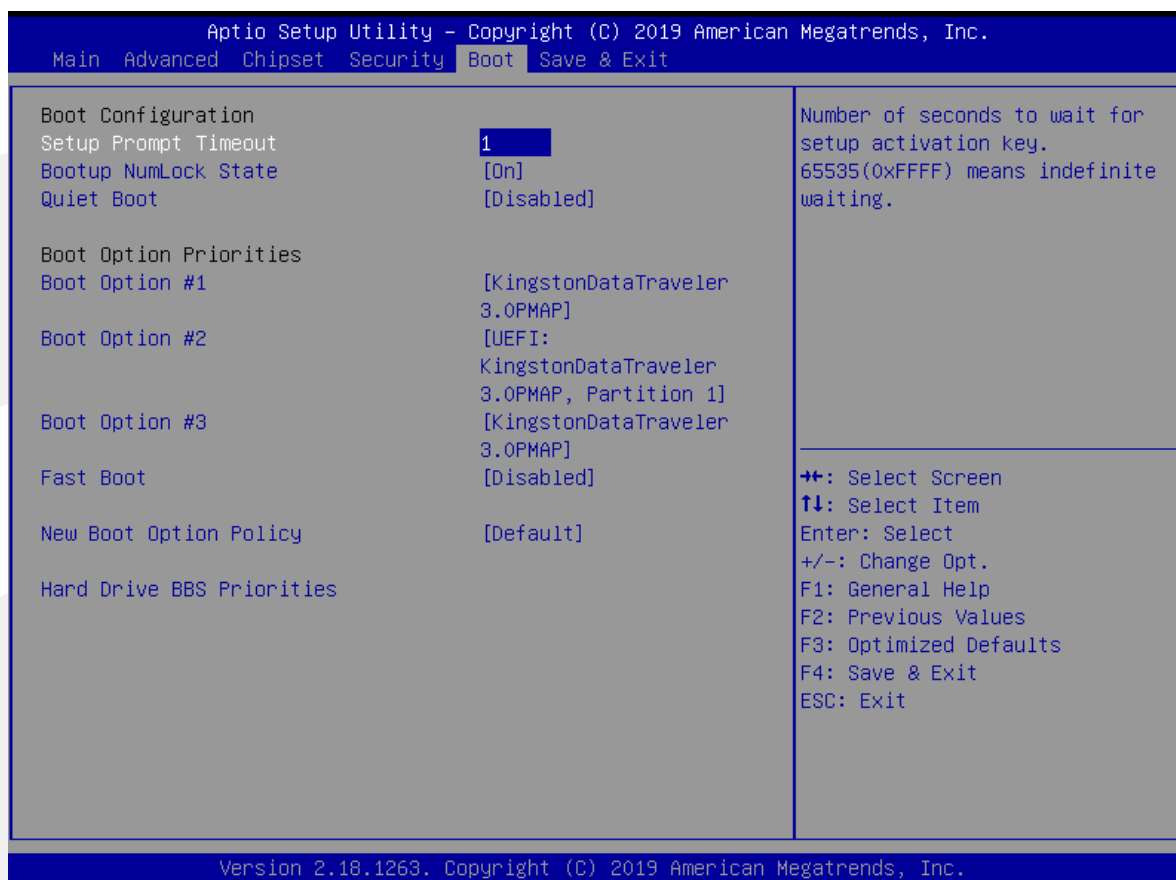 Aptio Setup Utility – Copyright (C) 2019 American Megatrends, Inc.
Main Advanced Chipset Security Boot Save & Exit
Boot Configuration
Setup Prompt Timeout 1
Bootup NumLock State [On]
Quiet Boot [Disabled]
Boot Option Priorities
Boot Option #1 [KingstonDataTraveler
3.0PMAP]
Boot Option #2 [UEFI:
KingstonDataTraveler
3.0PMAP, Partition 1]
Boot Option #3 [KingstonDataTraveler
3.0PMAP]
Fast Boot [Disabled]
New Boot Option Policy [Default]
Hard Drive BBS Priorities
Number of seconds to wait for
setup activation key.
65535(0xFFFF) means indefinite
waiting.
→←: Select Screen
↑↓: Select Item
Enter: Select
+/-: Change Opt.
F1: General Help
F2: Previous Values
F3: Optimized Defaults
F4: Save & Exit
ESC: Exit
Version 2.18.1263. Copyright (C) 2019 American Megatrends, Inc.